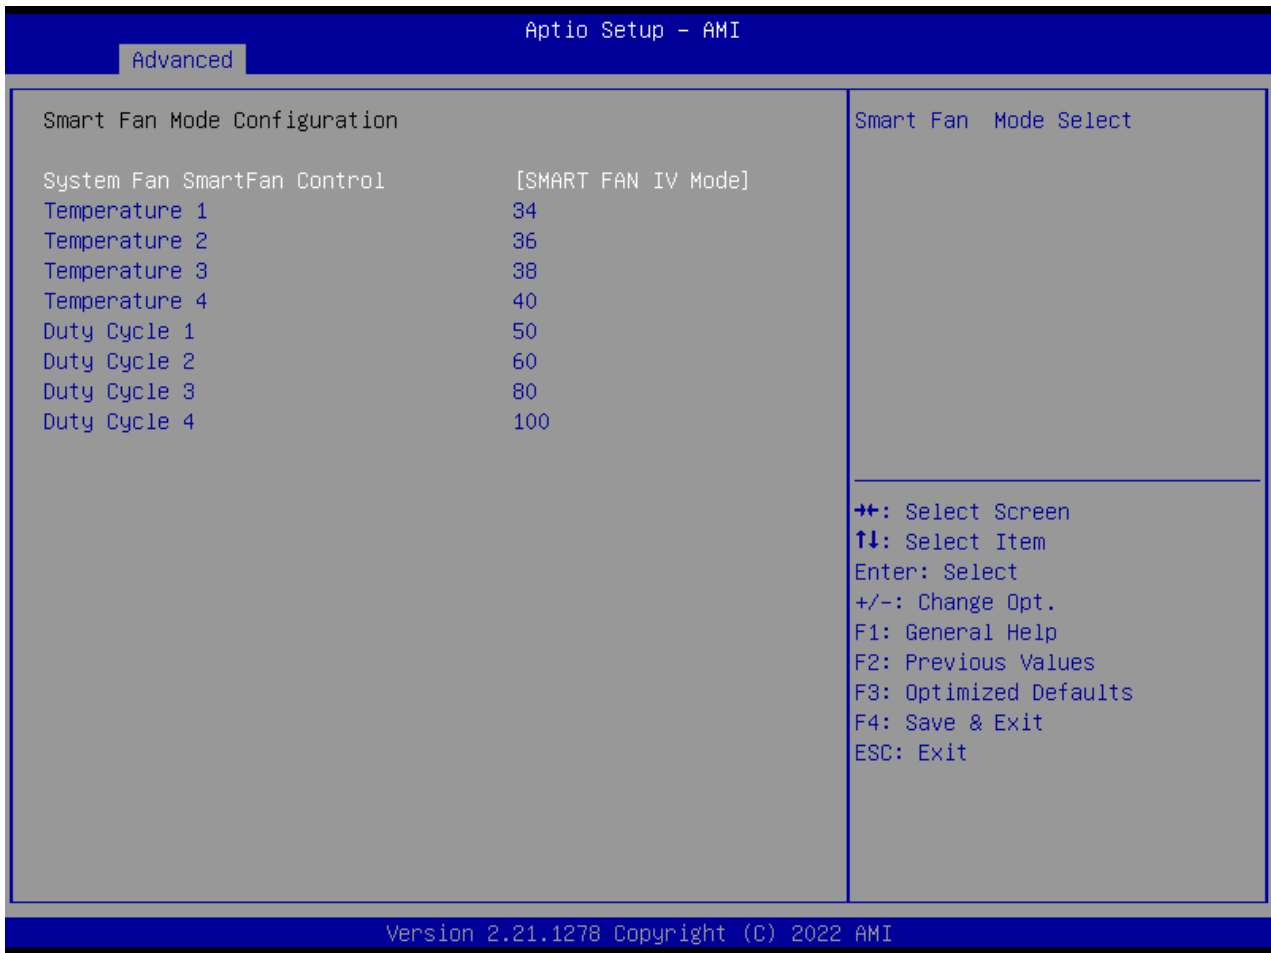 Aptio Setup - AMI
Advanced
Smart Fan Mode Configuration
System Fan SmartFan Control [SMART FAN IV Mode]
Temperature 1 34
Temperature 2 36
Temperature 3 38
Temperature 4 40
Duty Cycle 1 50
Duty Cycle 2 60
Duty Cycle 3 80
Duty Cycle 4 100
Smart Fan  Mode Select
→←: Select Screen
↑↓: Select Item
Enter: Select
+/-: Change Opt.
F1: General Help
F2: Previous Values
F3: Optimized Defaults
F4: Save & Exit
ESC: Exit
Version 2.21.1278 Copyright (C) 2022 AMI